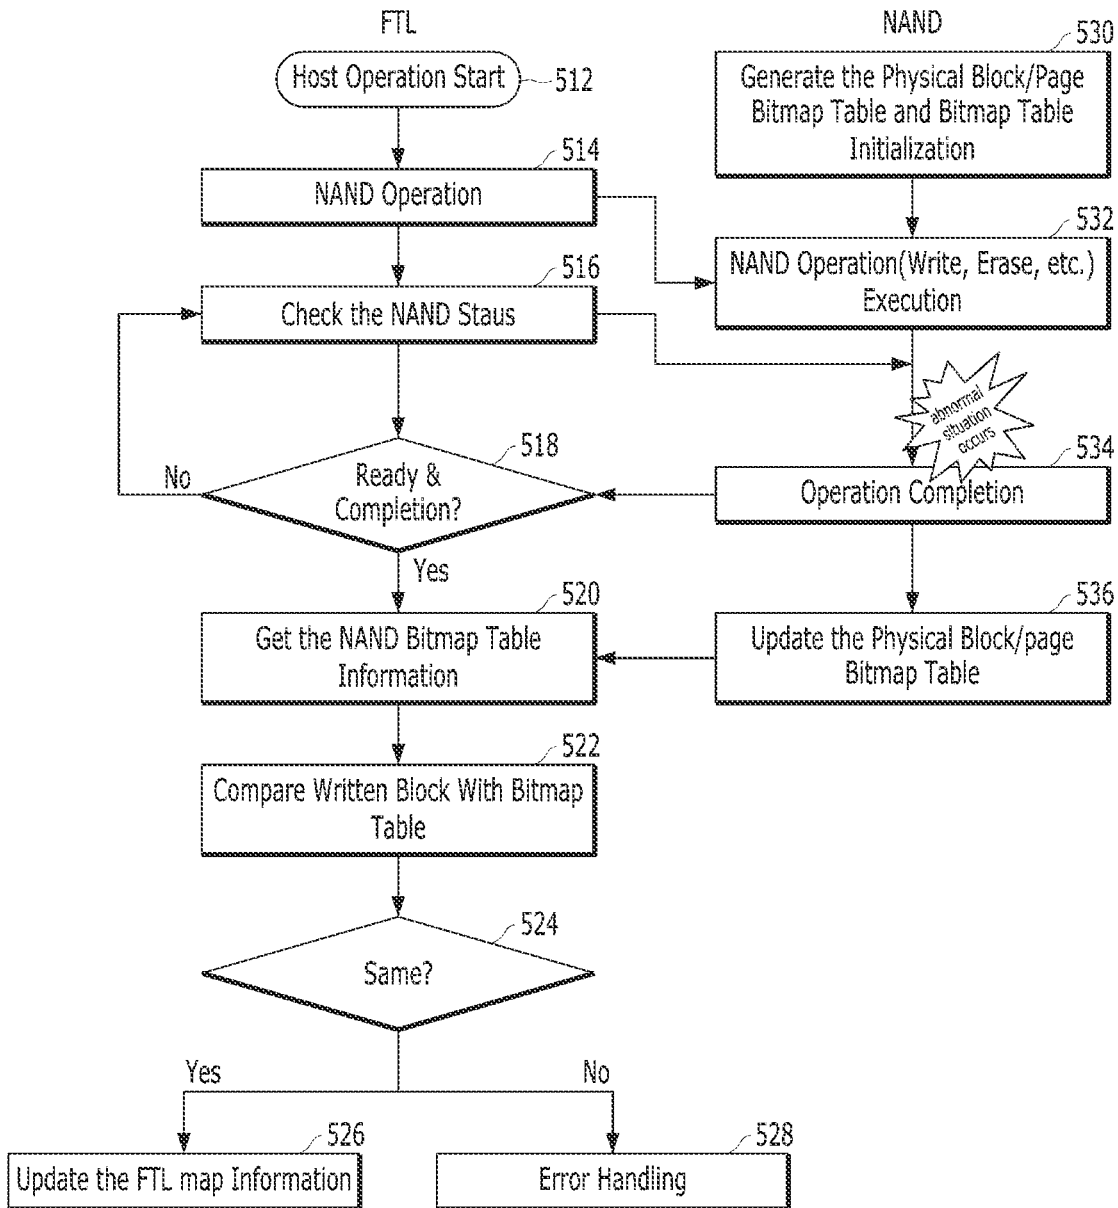 FTL
NAND
Host Operation Start
512
530
Generate the Physical Block/Page
Bitmap Table and Bitmap Table
Initialization
514
NAND Operation
532
NAND Operation(Write, Erase, etc.)
Execution
516
Check the NAND Staus
abnormal
situation
occurs
518
Ready &
Completion?
No
Yes
534
Operation Completion
520
Get the NAND Bitmap Table
Information
536
Update the Physical Block/page
Bitmap Table
522
Compare Written Block With Bitmap
Table
524
Same?
Yes
No
526
Update the FTL map Information
528
Error Handling